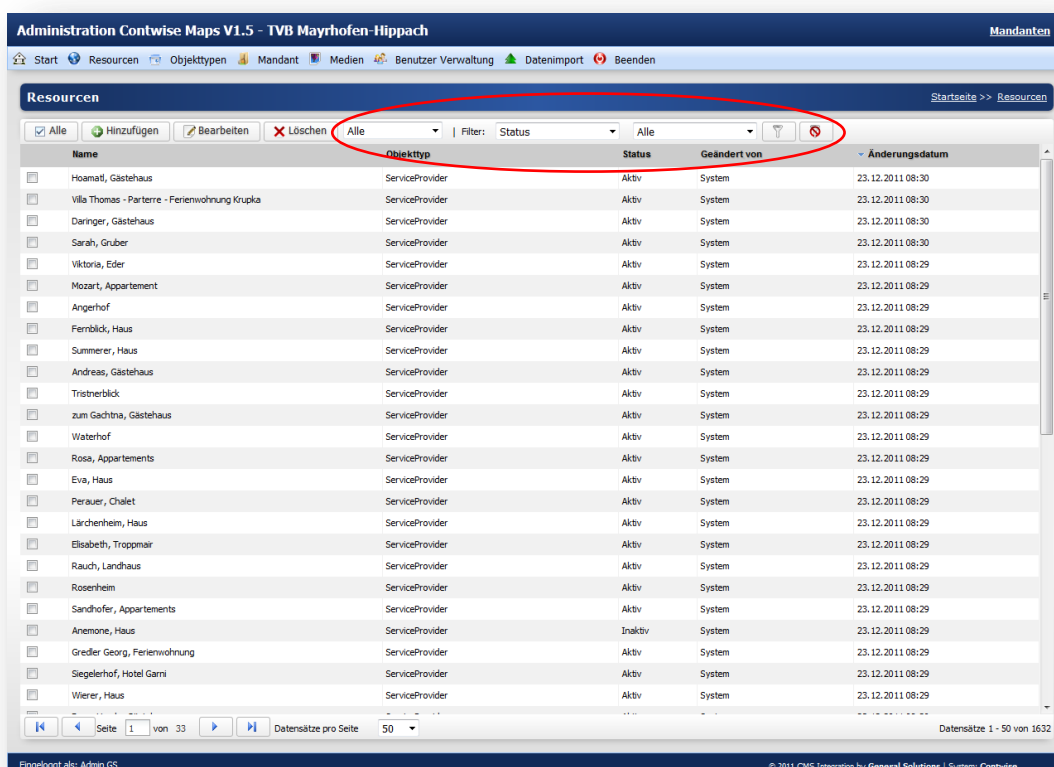 Administration Contwise Maps V1.5 - TVB Mayrhofen-Hippach Mandanten
Start Resourcen Objekttypen Mandant Medien Benutzer Verwaltung Datenimport Beenden
Resourcen Startseite >> Resourcen
Alle Hinzufügen Bearbeiten Löschen Alle | Filter: Status Alle
Name Objekttyp Status Geändert von Änderungsdatum
Hoamatl, Gästehaus ServiceProvider Aktiv System 23.12.2011 08:30
Villa Thomas - Parterre - Ferienwohnung Krupka ServiceProvider Aktiv System 23.12.2011 08:30
Daringer, Gästehaus ServiceProvider Aktiv System 23.12.2011 08:30
Sarah, Gruber ServiceProvider Aktiv System 23.12.2011 08:30
Viktoria, Eder ServiceProvider Aktiv System 23.12.2011 08:29
Mozart, Appartement ServiceProvider Aktiv System 23.12.2011 08:29
Angerhof ServiceProvider Aktiv System 23.12.2011 08:29
Fernblick, Haus ServiceProvider Aktiv System 23.12.2011 08:29
Summerer, Haus ServiceProvider Aktiv System 23.12.2011 08:29
Andreas, Gästehaus ServiceProvider Aktiv System 23.12.2011 08:29
Tristnerblick ServiceProvider Aktiv System 23.12.2011 08:29
zum Gachtna, Gästehaus ServiceProvider Aktiv System 23.12.2011 08:29
Waterhof ServiceProvider Aktiv System 23.12.2011 08:29
Rosa, Appartements ServiceProvider Aktiv System 23.12.2011 08:29
Eva, Haus ServiceProvider Aktiv System 23.12.2011 08:29
Perauer, Chalet ServiceProvider Aktiv System 23.12.2011 08:29
Lärchenheim, Haus ServiceProvider Aktiv System 23.12.2011 08:29
Elisabeth, Troppmair ServiceProvider Aktiv System 23.12.2011 08:29
Rauch, Landhaus ServiceProvider Aktiv System 23.12.2011 08:29
Rosenheim ServiceProvider Aktiv System 23.12.2011 08:29
Sandhofer, Appartements ServiceProvider Aktiv System 23.12.2011 08:29
Anemone, Haus ServiceProvider Inaktiv System 23.12.2011 08:29
Gredler Georg, Ferienwohnung ServiceProvider Aktiv System 23.12.2011 08:29
Siegelerhof, Hotel Garni ServiceProvider Aktiv System 23.12.2011 08:29
Wierer, Haus ServiceProvider Aktiv System 23.12.2011 08:29
Seite 1 von 33 Datensätze pro Seite 50 Datensätze 1 - 50 von 1632
Eingeloggt als: Admin GS © 2011 CMS Integration by General Solutions | System: Contwise